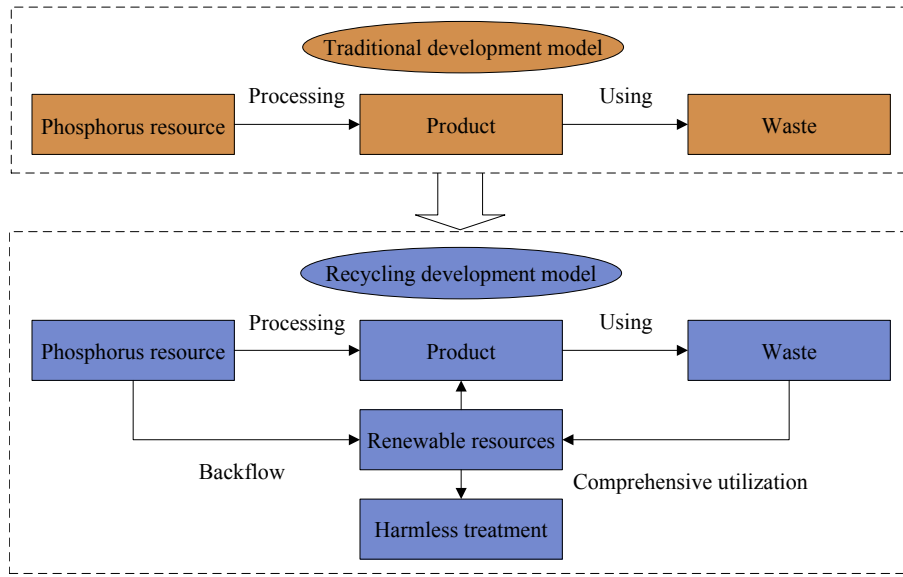 Traditional development model
Processing
Using
Phosphorus resource
Product
Waste
Recycling development model
Processing
Using
Phosphorus resource
Product
Waste
Renewable resources
Backflow
Comprehensive utilization
Harmless treatment